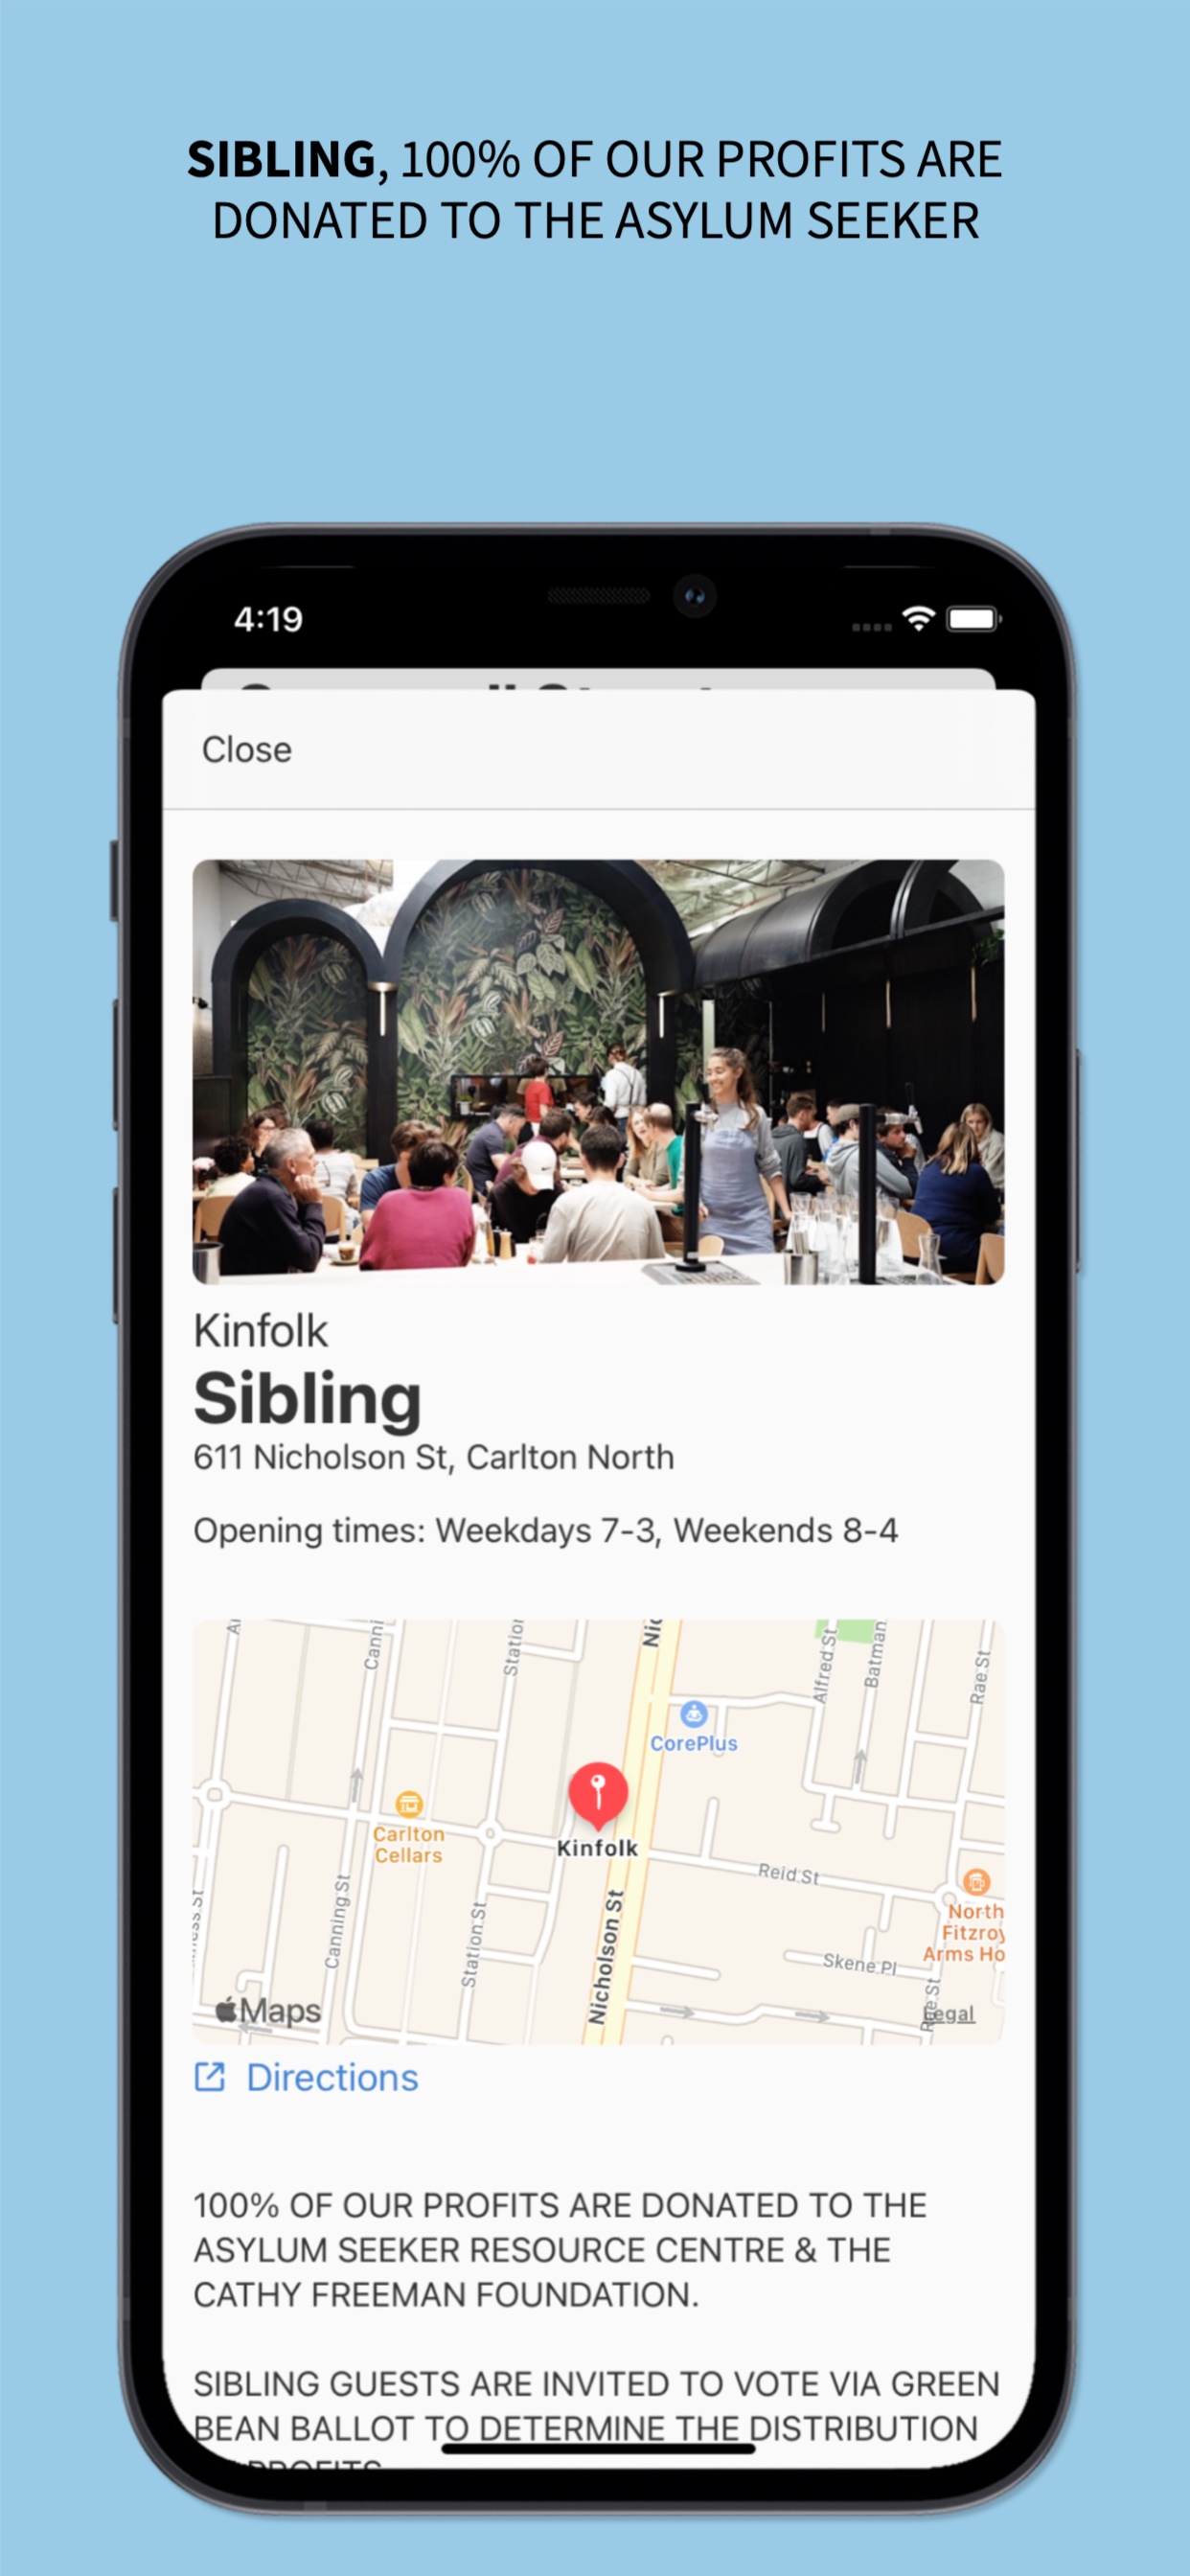 SIBLING, 100% OF OUR PROFITS ARE
DONATED TO THE ASYLUM SEEKER
4:19
Close
Kinfolk
Sibling
611 Nicholson St, Carlton North
Opening times: Weekdays 7-3, Weekends 8-4
Canni
Station
Nic
Alfred St
Batman
Rae St
CorePlus
Carlton
Cellars
Kinfolk
Reid St
Canning St
Station St
Nicholson St
North
Fitzroy
Arms Ho
Skene Pl
Maps
Legal
Directions
100% OF OUR PROFITS ARE DONATED TO THE
ASYLUM SEEKER RESOURCE CENTRE & THE
CATHY FREEMAN FOUNDATION.
SIBLING GUESTS ARE INVITED TO VOTE VIA GREEN
BEAN BALLOT TO DETERMINE THE DISTRIBUTION
PROFITS